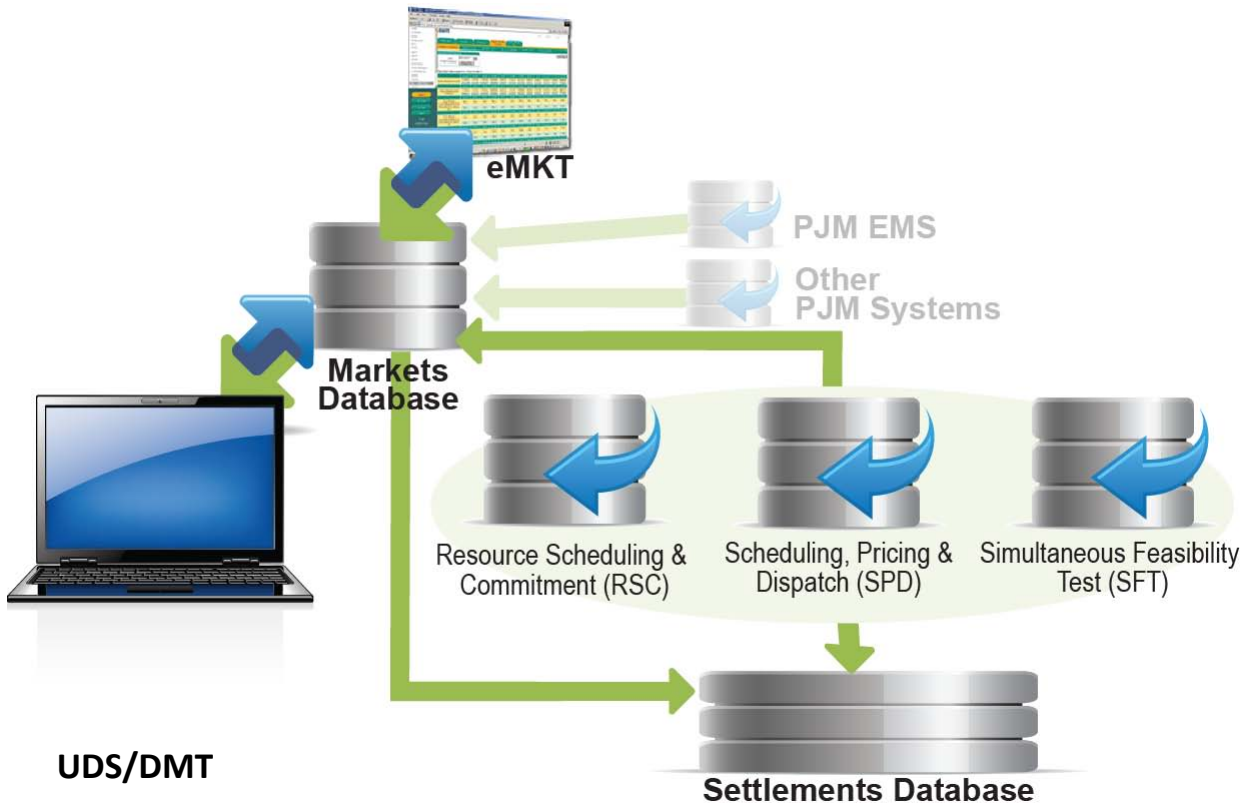 eMKT
PJM EMS
Other
PJM Systems
Markets
Database
Resource Scheduling &
Commitment (RSC)
Scheduling, Pricing &
Dispatch (SPD)
Simultaneous Feasibility
Test (SFT)
UDS/DMT
Settlements Database